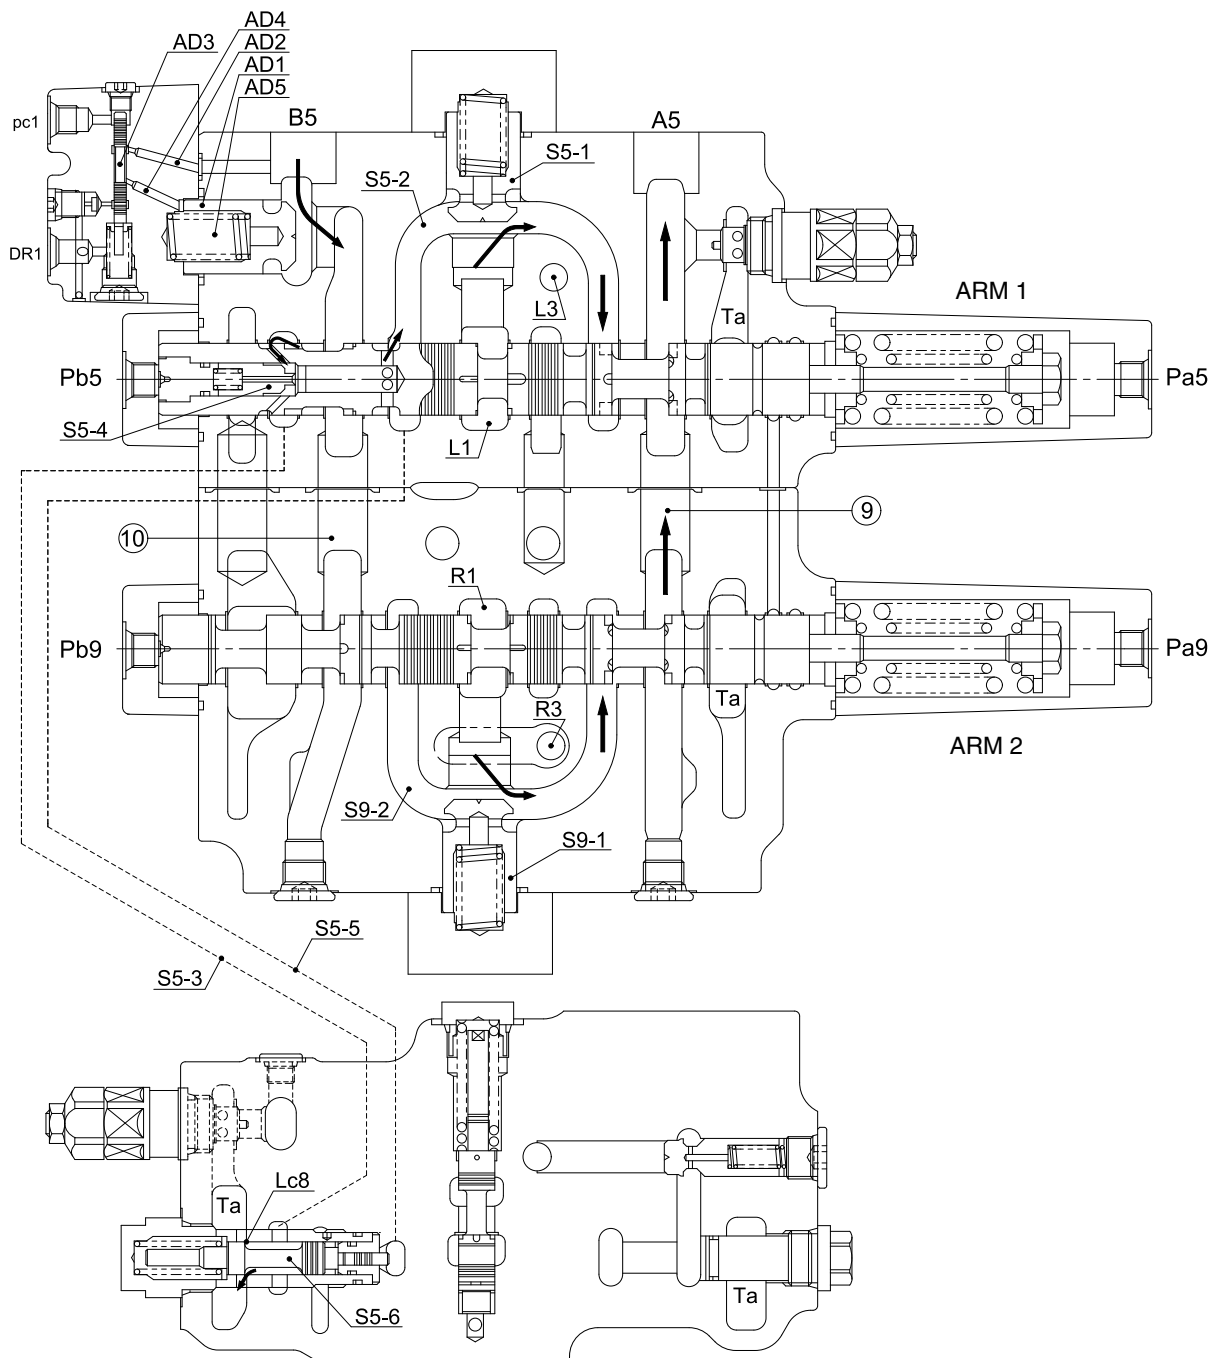 AD4
AD3
AD2
AD1
AD5
pc1
B5
A5
S5-1
S5-2
DR1
L3
Ta
ARM 1
Pb5
Pa5
S5-4
L1
10
9
R1
Pb9
Pa9
R3
Ta
ARM 2
S9-2
S9-1
S5-5
S5-3
Lc8
Ta
S5-6
Ta